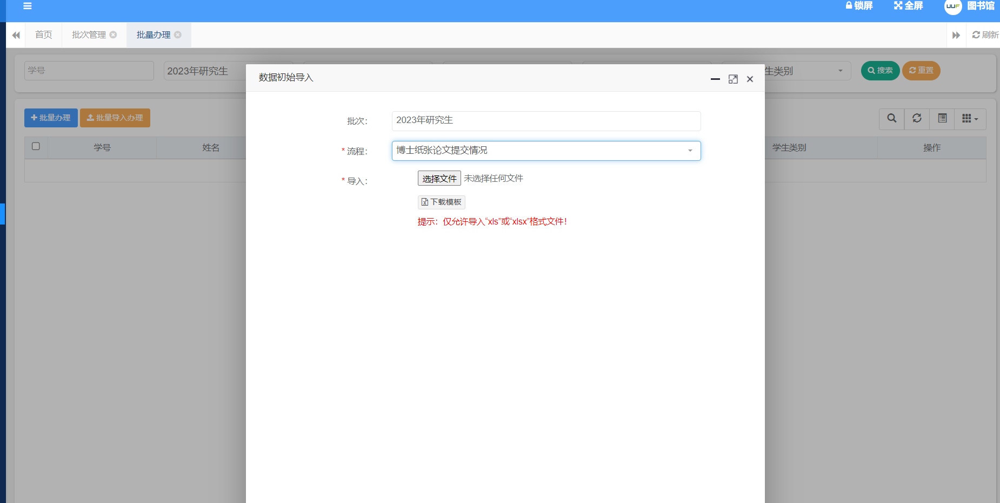 锁屏
全屏
UUF
图书馆
首页
批次管理
批量办理
刷新
学号
2023年研究生
生类别
搜索
重置
数据初始导入
批量办理
批量导入办理
批次：
2023年研究生
* 流程：
博士纸张论文提交情况
学号
姓名
学生类别
操作
* 导入：
选择文件 未选择任何文件
下载模板
提示：仅允许导入“xls”或“xlsx”格式文件！